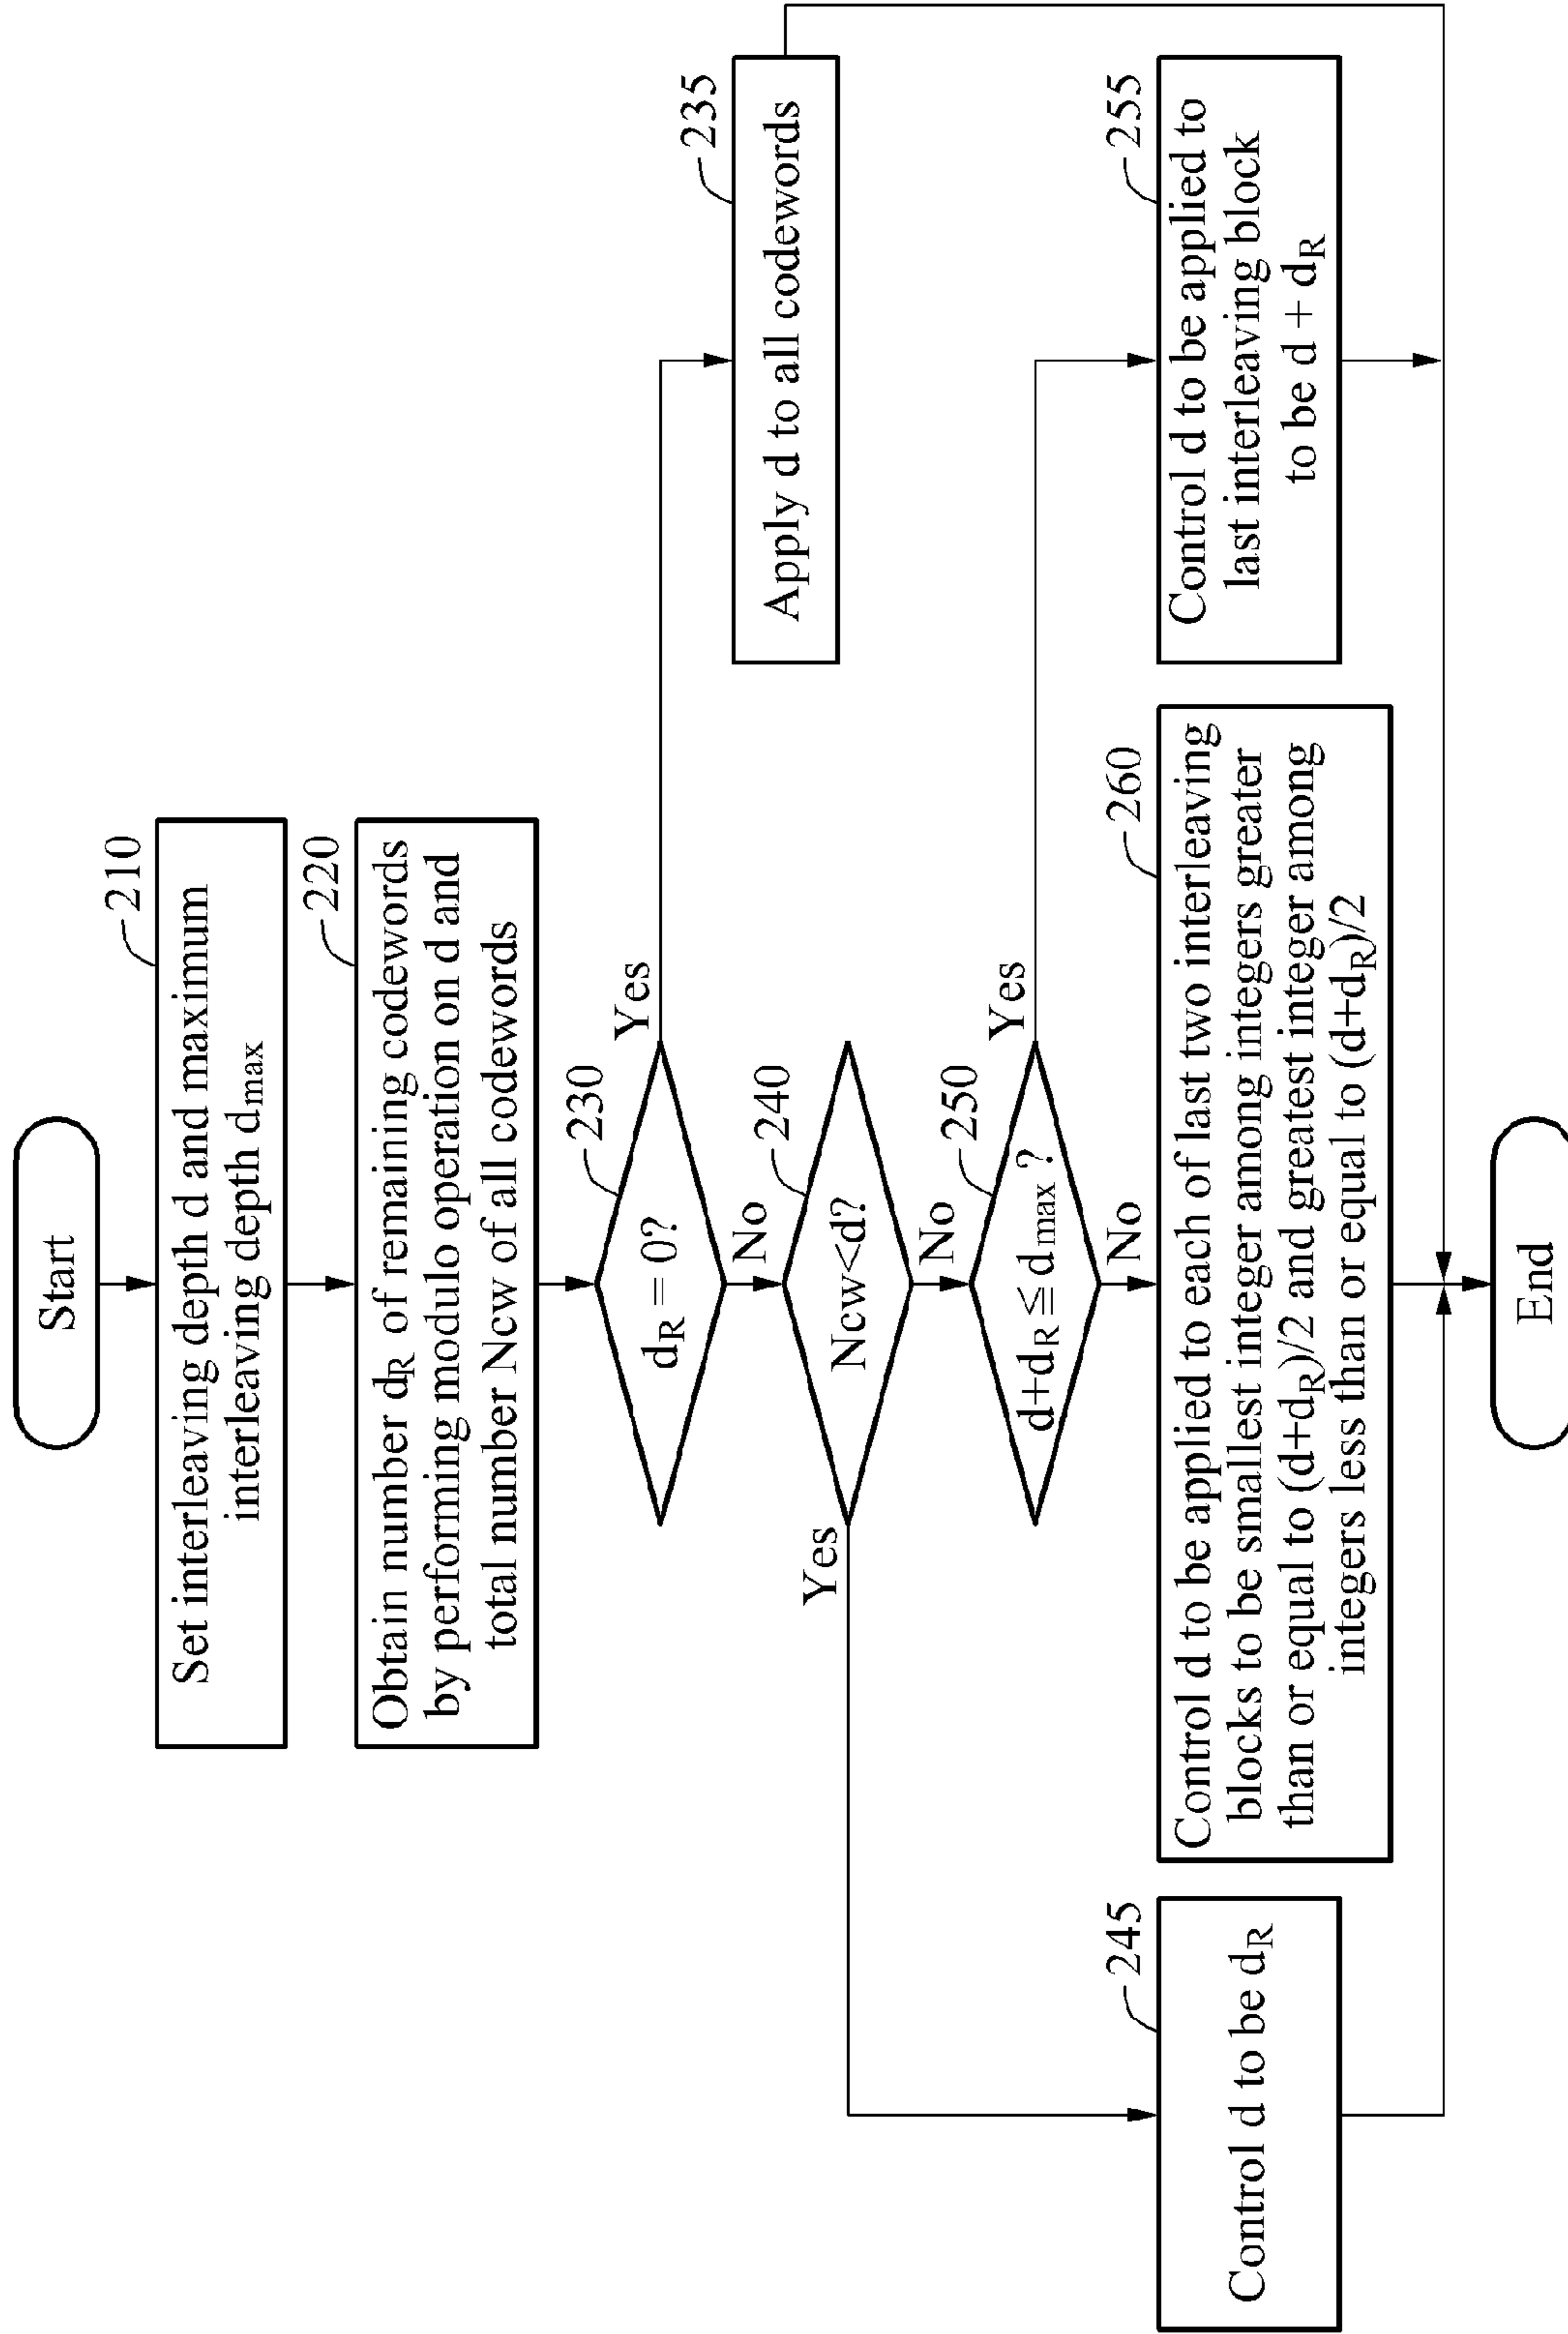 Start
210
Set interleaving depth d and maximum
interleaving depth dmax
220
Obtain number dR of remaining codewords
by performing modulo operation on d and
total number Ncw of all codewords
230
dR = 0?
Yes
No
235
Apply d to all codewords
240
Ncw<d?
Yes
No
245
Control d to be dR
250
d+dR ≦ dmax ?
Yes
No
255
Control d to be applied to
last interleaving block
to be d + dR
260
Control d to be applied to each of last two interleaving
blocks to be smallest integer among integers greater
than or equal to (d+dR)/2 and greatest integer among
integers less than or equal to (d+dR)/2
End